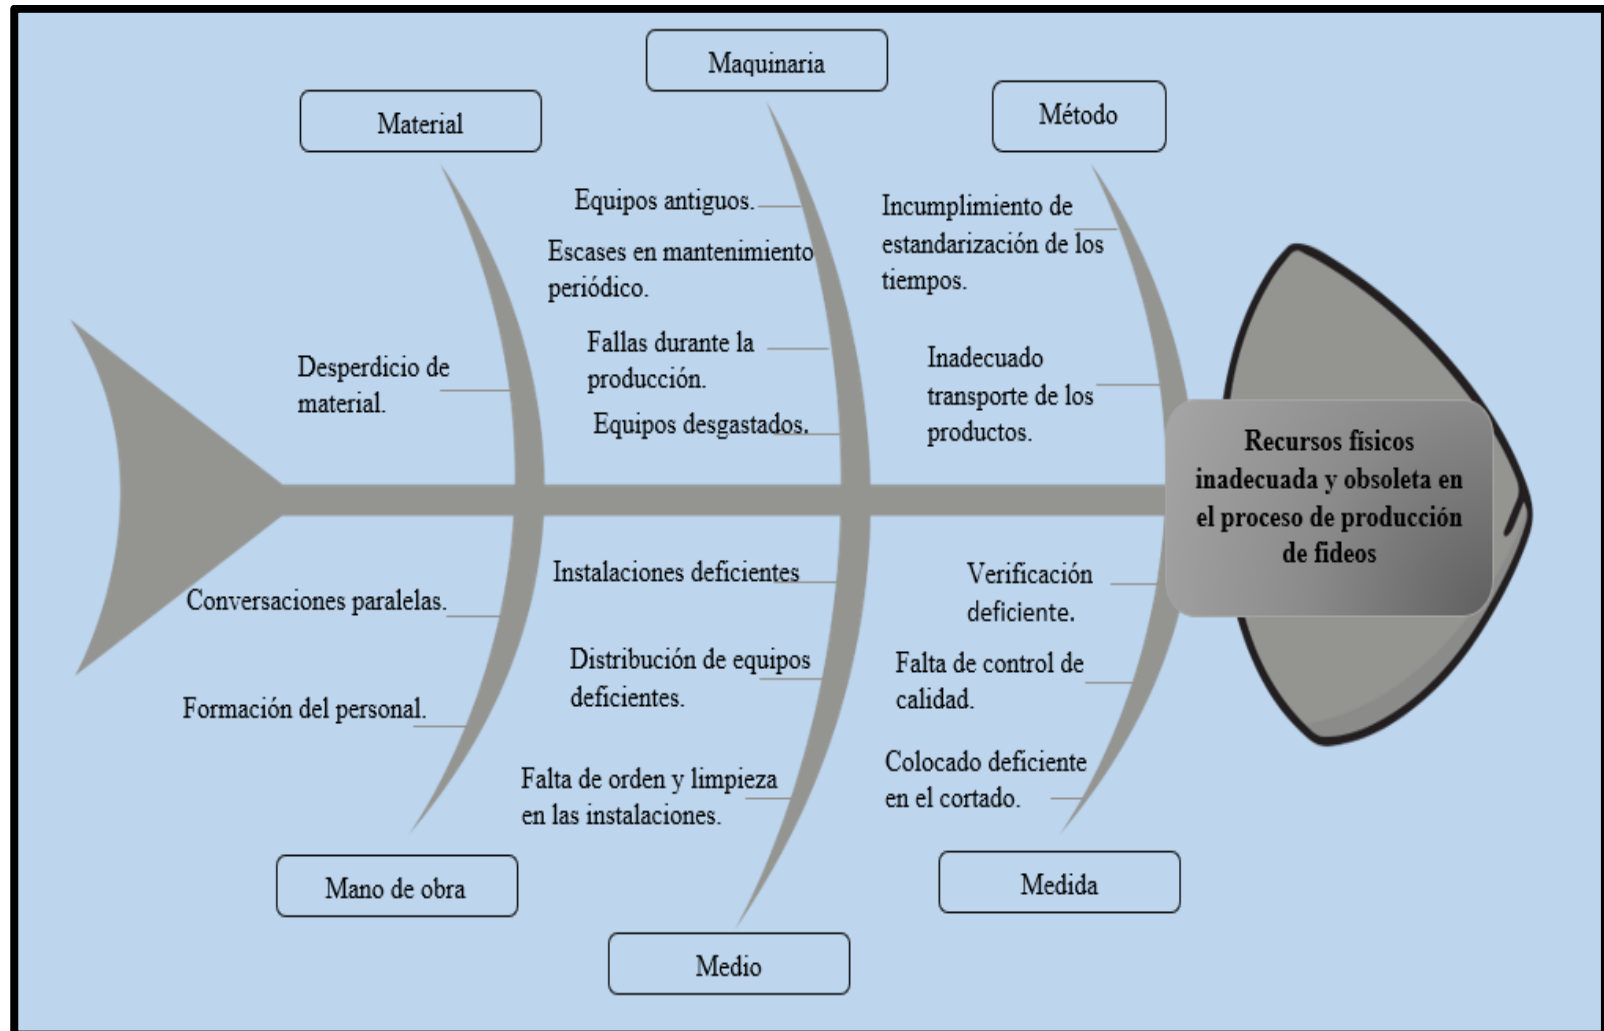 Maquinaria
Material
Método
Equipos antiguos.
Escases en mantenimiento
periódico.
Fallas durante la
producción.
Equipos desgastados.
Incumplimiento de
estandarización de los
tiempos.
Desperdicio de
material.
Inadecuado
transporte de los
productos.
Recursos físicos
inadecuada y obsoleta en
el proceso de producción
de fideos
Conversaciones paralelas.
Formación del personal.
Instalaciones deficientes
Distribución de equipos
deficientes.
Falta de orden y limpieza
en las instalaciones.
Verificación
deficiente.
Falta de control de
calidad.
Colocado deficiente
en el cortado.
Mano de obra
Medio
Medida